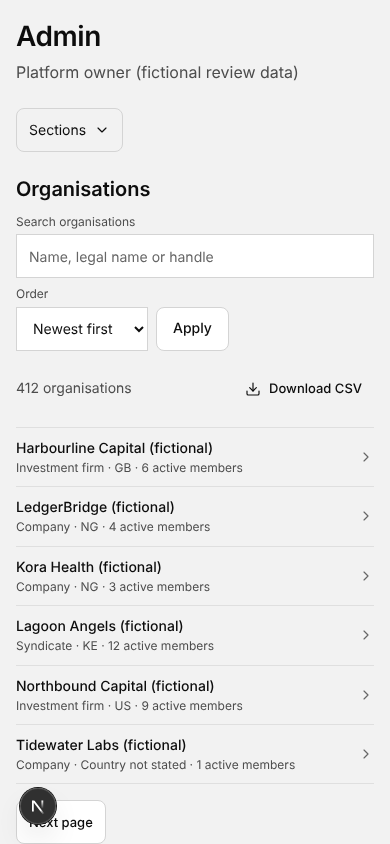 Admin
Platform owner (fictional review data)
Sections
Organisations
Search organisations
Name, legal name or handle
Order
Newest first
Apply
412 organisations
Download CSV
Harbourline Capital (fictional)
Investment firm · GB · 6 active members
LedgerBridge (fictional)
Company · NG · 4 active members
Kora Health (fictional)
Company · NG · 3 active members
Lagoon Angels (fictional)
Syndicate · KE · 12 active members
Northbound Capital (fictional)
Investment firm · US · 9 active members
Tidewater Labs (fictional)
Company · Country not stated · 1 active members
N
Next page